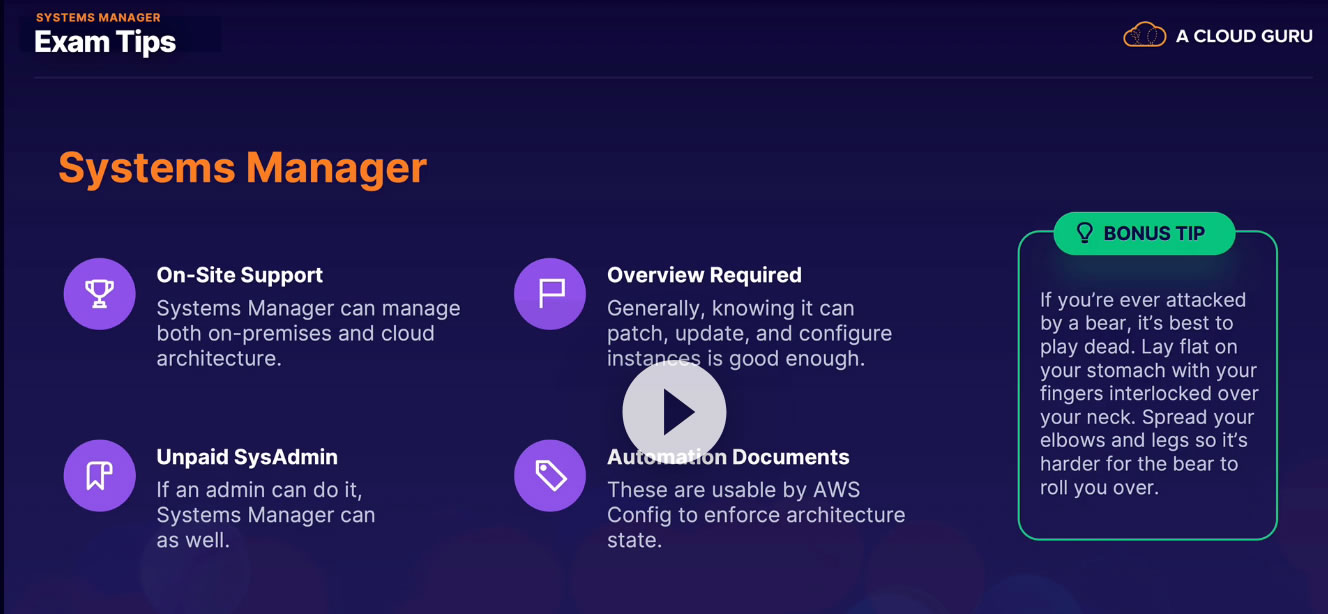 SYSTEMS MANAGER
Exam Tips
A CLOUD GURU
Systems Manager
On-Site Support
Systems Manager can manage
both on-premises and cloud
architecture.
Overview Required
Generally, knowing it can
patch, update, and configure
instances is good enough.
Unpaid SysAdmin
If an admin can do it,
Systems Manager can
as well.
Automation Documents
These are usable by AWS
Config to enforce architecture
state.
BONUS TIP
If you’re ever attacked
by a bear, it’s best to
play dead. Lay flat on
your stomach with your
fingers interlocked over
your neck. Spread your
elbows and legs so it’s
harder for the bear to
roll you over.